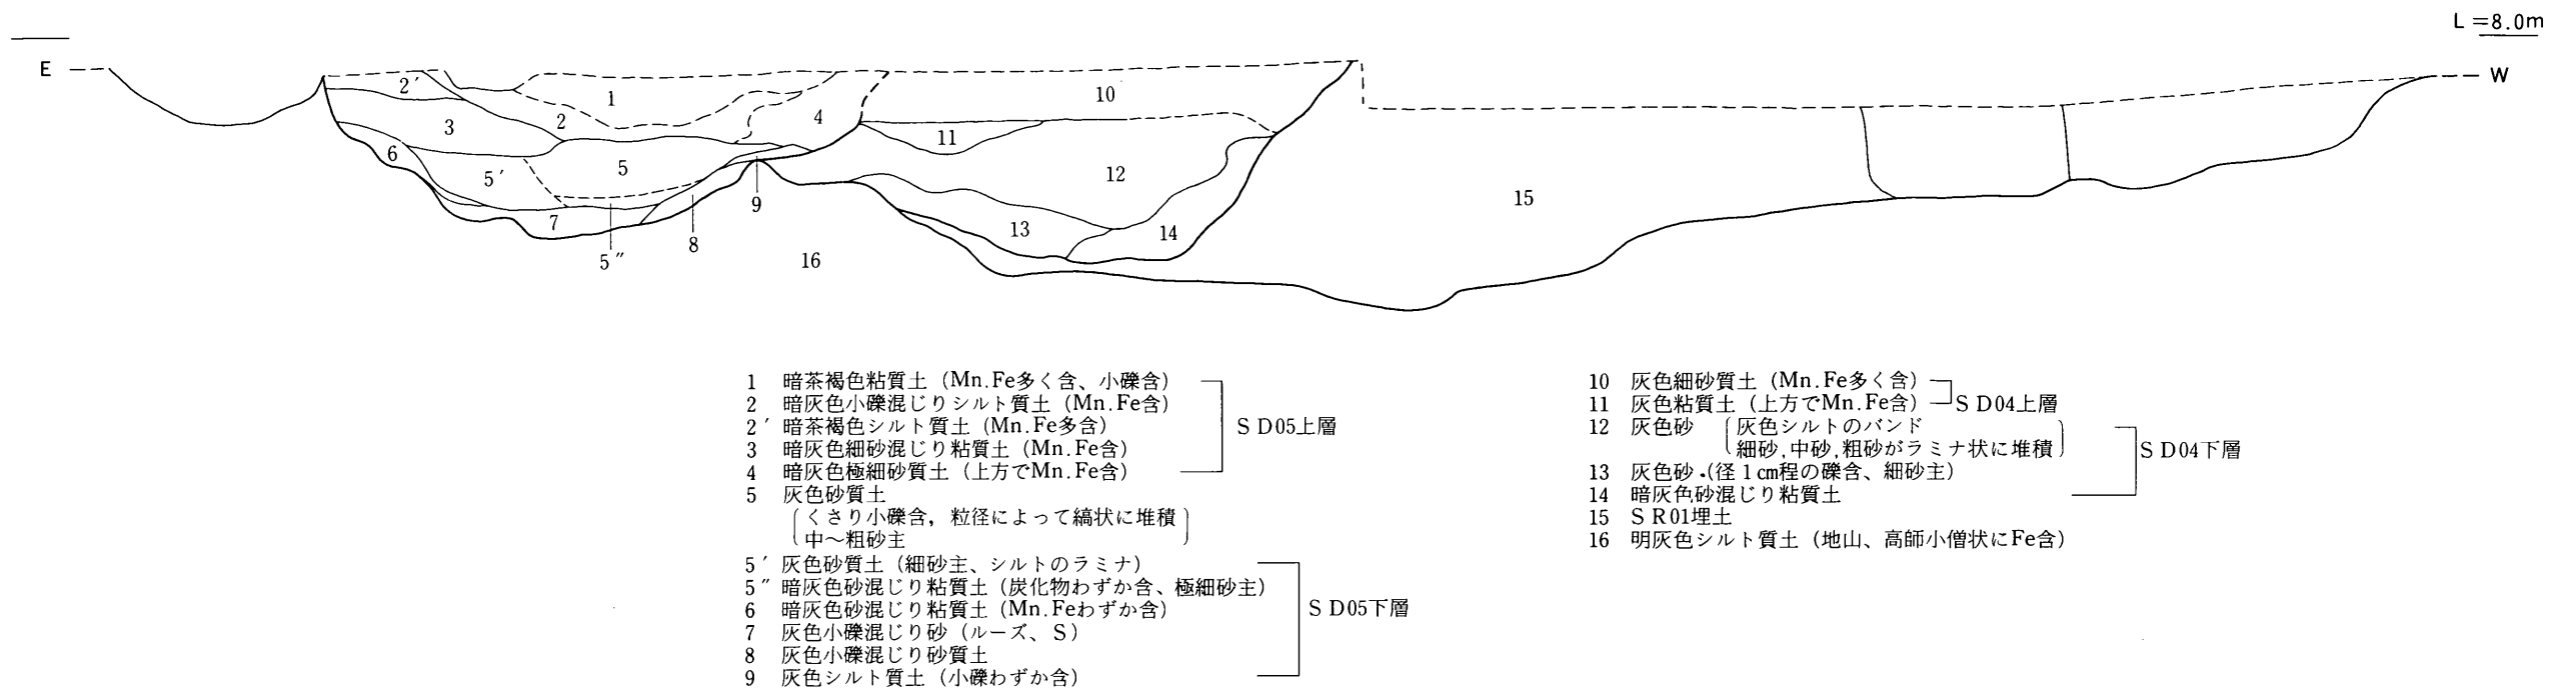 L=8.0m
E
W
2′
1
10
3
2
4
11
6
5
5′
12
15
9
7
13
14
8
5″
16
1 暗茶褐色粘質土（Mn.Fe多く含、小礫含）
2 暗灰色小礫混じりシルト質土（Mn.Fe含）
2′ 暗茶褐色シルト質土（Mn.Fe多含）
3 暗灰色細砂混じり粘質土（Mn.Fe含）
4 暗灰色極細砂質土（上方でMn.Fe含）
SD05上層
5 灰色砂質土
くさり小礫含，粒径によって縞状に堆積
中～粗砂主
5′ 灰色砂質土（細砂主、シルトのラミナ）
5″ 暗灰色砂混じり粘質土（炭化物わずか含、極細砂主）
6 暗灰色砂混じり粘質土（Mn.Feわずか含）
7 灰色小礫混じり砂（ルーズ、S）
8 灰色小礫混じり砂質土
9 灰色シルト質土（小礫わずか含）
SD05下層
10 灰色細砂質土（Mn.Fe多く含）
11 灰色粘質土（上方でMn.Fe含）
SD04上層
12 灰色砂 灰色シルトのバンド
細砂,中砂,粗砂がラミナ状に堆積
13 灰色砂・(径1cm程の礫含、細砂主）
14 暗灰色砂混じり粘質土
SD04下層
15 SR01埋土
16 明灰色シルト質土（地山、高師小僧状にFe含）